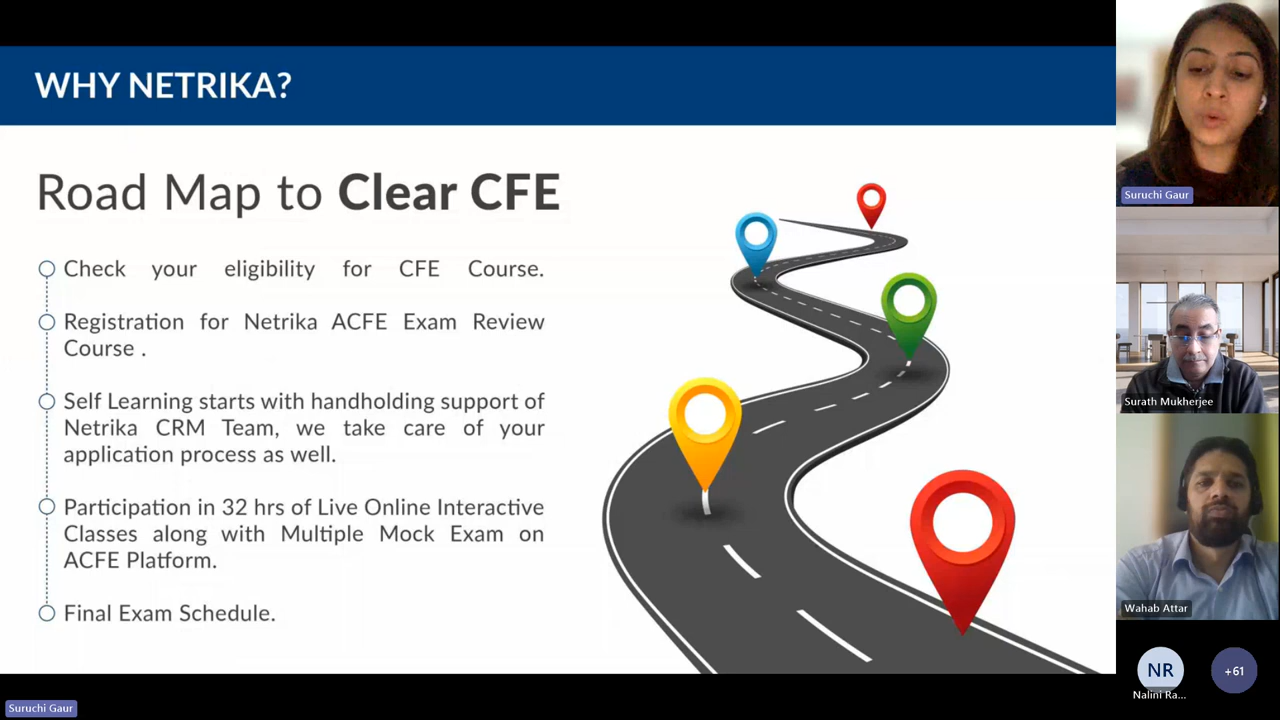 WHY NETRIKA?
Road Map to Clear CFE
Check your eligibility for CFE Course.
Registration for Netrika ACFE Exam Review
Course .
Self Learning starts with handholding support of
Netrika CRM Team, we take care of your
application process as well.
Participation in 32 hrs of Live Online Interactive
Classes along with Multiple Mock Exam on
ACFE Platform.
Final Exam Schedule.
Suruchi Gaur
Suruchi Gaur
Surath Mukherjee
Wahab Attar
NR
Nalini Ra...
+61